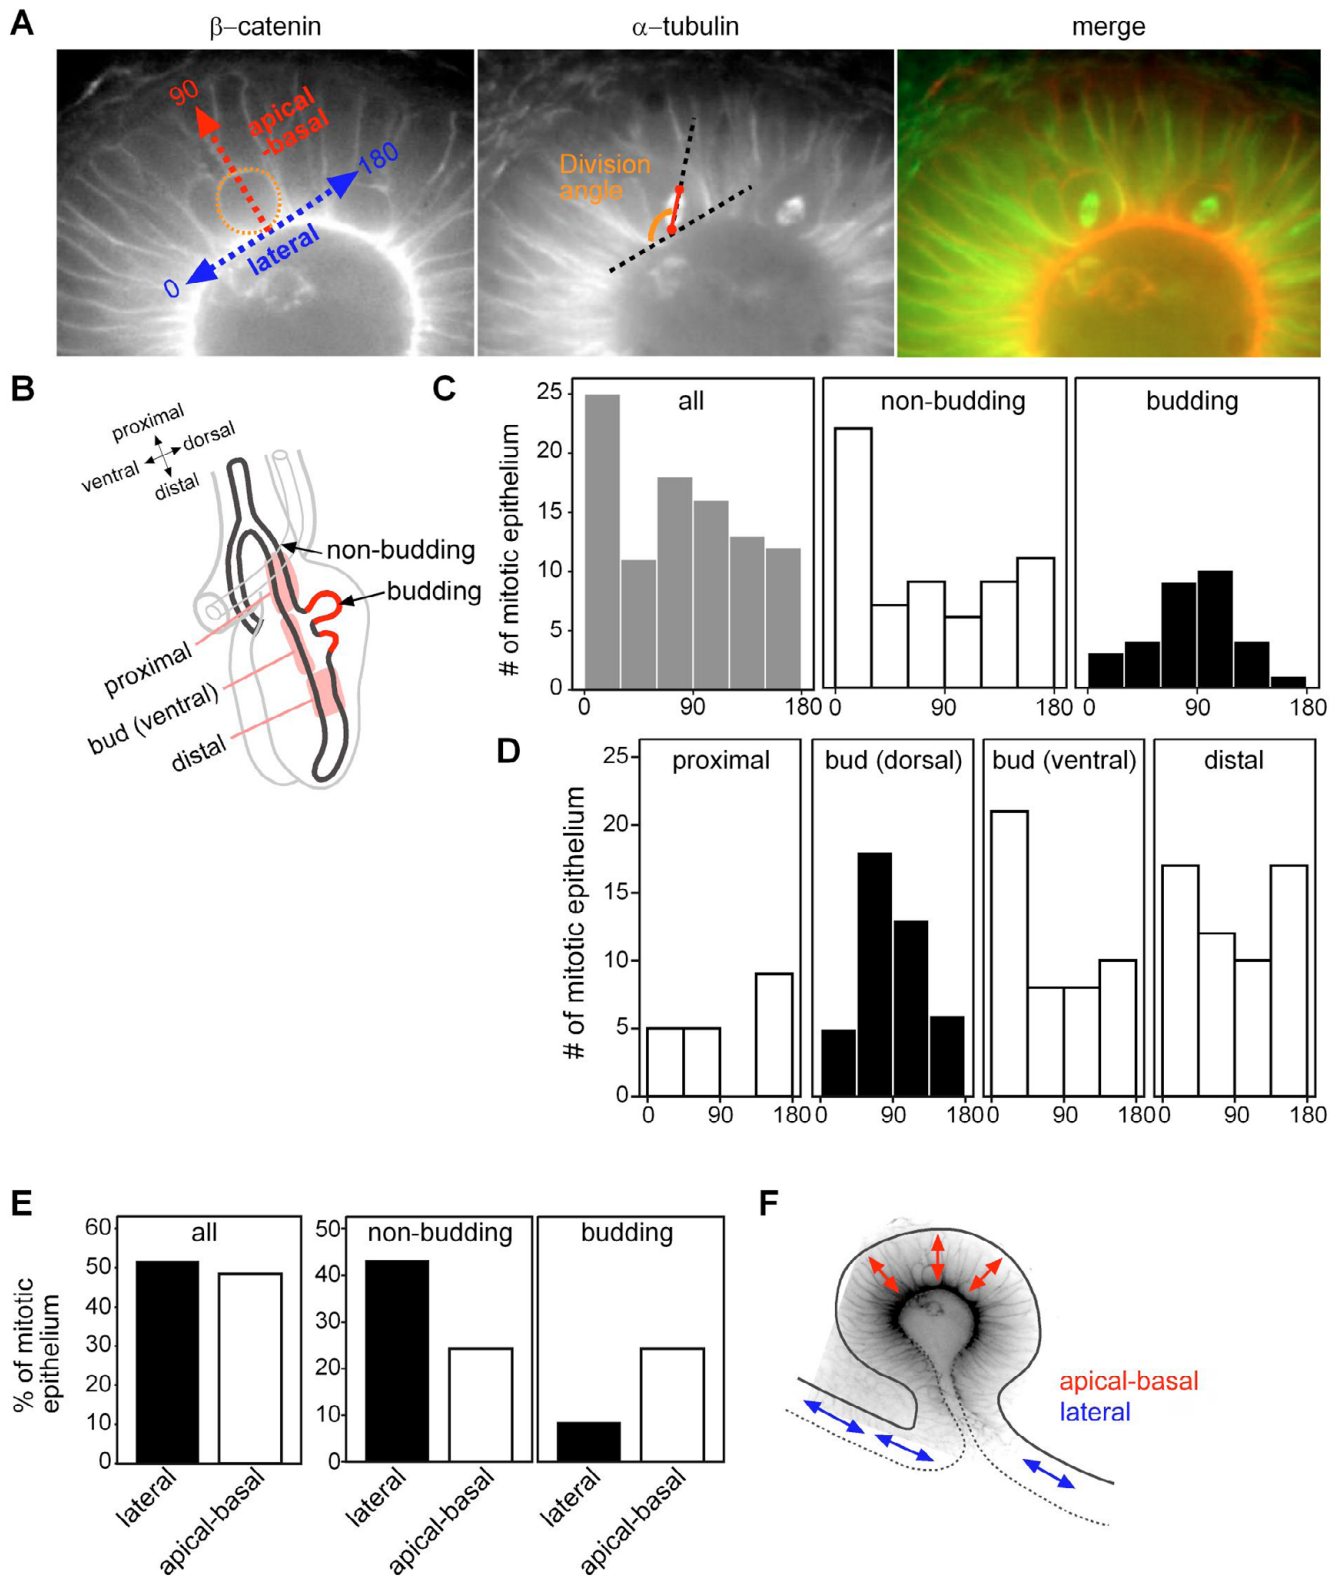 A
β–catenin
α–tubulin
merge
90
apical
-basal
180
0
lateral
Division
angle
B
proximal
dorsal
ventral
distal
non-budding
budding
proximal
bud (ventral)
distal
C
# of mitotic epithelium
25
20
15
10
5
0
all
non-budding
budding
0
90
180
0
90
180
0
90
180
D
# of mitotic epithelium
25
20
15
10
5
0
proximal
bud (dorsal)
bud (ventral)
distal
0
90
180
0
90
180
0
90
180
0
90
180
E
% of mitotic
epithelium
60
50
40
30
20
10
0
all
lateral
apical-basal
50
40
30
20
10
0
non-budding
budding
lateral
apical-basal
lateral
apical-basal
F
apical-basal
lateral